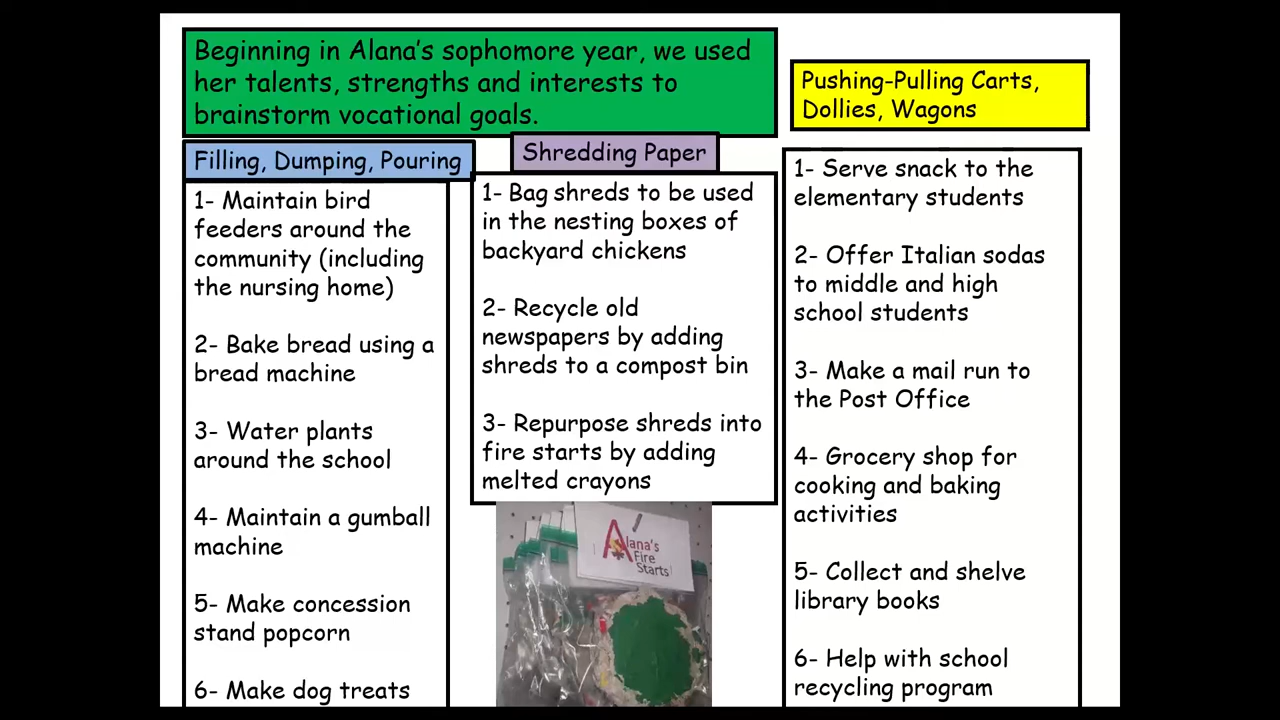 Beginning in Alana's sophomore year, we used
her talents, strengths and interests to
brainstorm vocational goals.
Filling, Dumping, Pouring
1- Maintain bird
feeders around the
community (including
the nursing home)
2- Bake bread using a
bread machine
3- Water plants
around the school
4- Maintain a gumball
machine
5- Make concession
stand popcorn
6- Make dog treats
Shredding Paper
1- Bag shreds to be used
in the nesting boxes of
backyard chickens
2- Recycle old
newspapers by adding
shreds to a compost bin
3- Repurpose shreds into
fire starts by adding
melted crayons
Alana's
Fire
Starts
Pushing-Pulling Carts,
Dollies, Wagons
1- Serve snack to the
elementary students
2- Offer Italian sodas
to middle and high
school students
3- Make a mail run to
the Post Office
4- Grocery shop for
cooking and baking
activities
5- Collect and shelve
library books
6- Help with school
recycling program